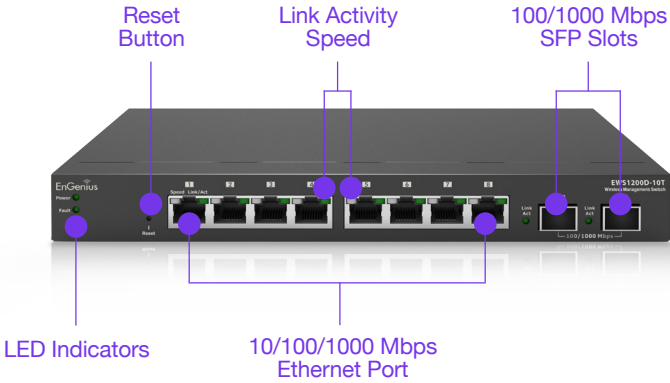 Reset
Button
Link Activity
Speed
100/1000 Mbps
SFP Slots
EnGenius
Power
Fault
Reset
1
Speed Link/Act
2
3
4
5
6
7
8
EWS1200D-10T
Wireless Management Switch
Link
Act
Link
Act
100/1000 Mbps
LED Indicators
10/100/1000 Mbps
Ethernet Port